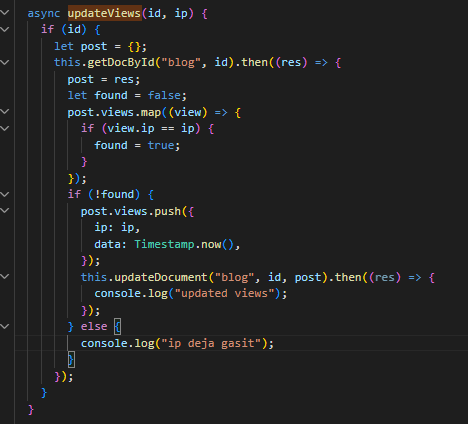 async updateViews(id, ip) {
if (id) {
let post = {};
this.getDocById("blog", id).then((res) => {
post = res;
let found = false;
post.views.map((view) => {
if (view.ip == ip) {
found = true;
}
});
if (!found) {
post.views.push({
ip: ip,
data: Timestamp.now(),
});
this.updateDocument("blog", id, post).then((res) => {
console.log("updated views");
});
} else {
console.log("ip deja gasit");
}
});
}
}